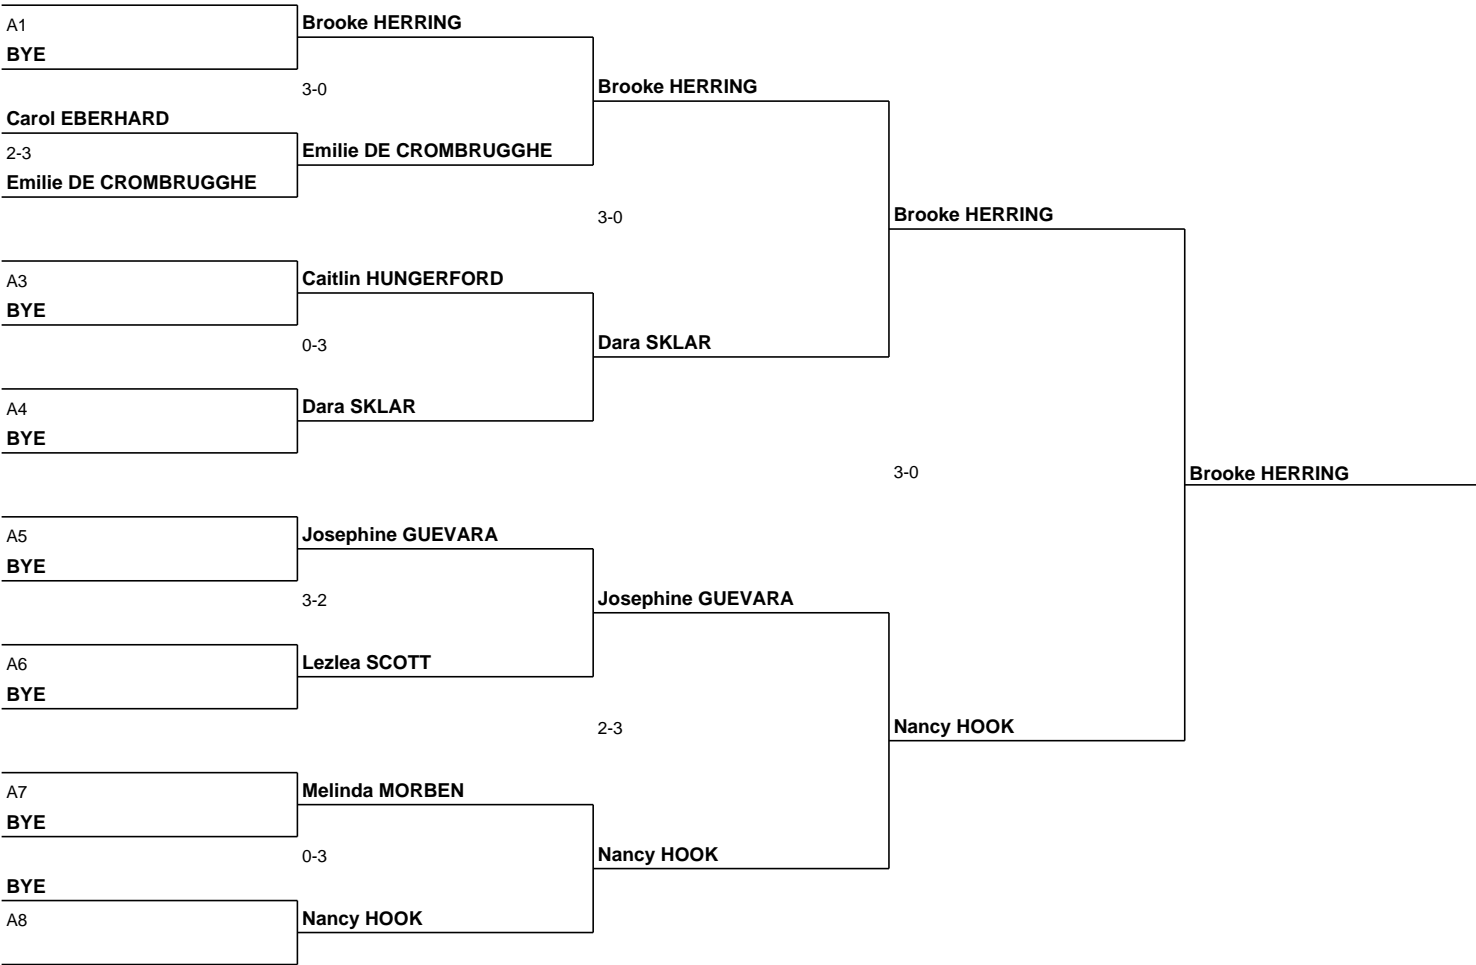 A1
Brooke HERRING
BYE
3-0
Brooke HERRING
Carol EBERHARD
2-3
Emilie DE CROMBRUGGHE
Emilie DE CROMBRUGGHE
3-0
Brooke HERRING
A3
Caitlin HUNGERFORD
BYE
0-3
Dara SKLAR
A4
Dara SKLAR
BYE
3-0
Brooke HERRING
A5
Josephine GUEVARA
BYE
3-2
Josephine GUEVARA
A6
Lezlea SCOTT
BYE
2-3
Nancy HOOK
A7
Melinda MORBEN
BYE
0-3
Nancy HOOK
BYE
A8
Nancy HOOK